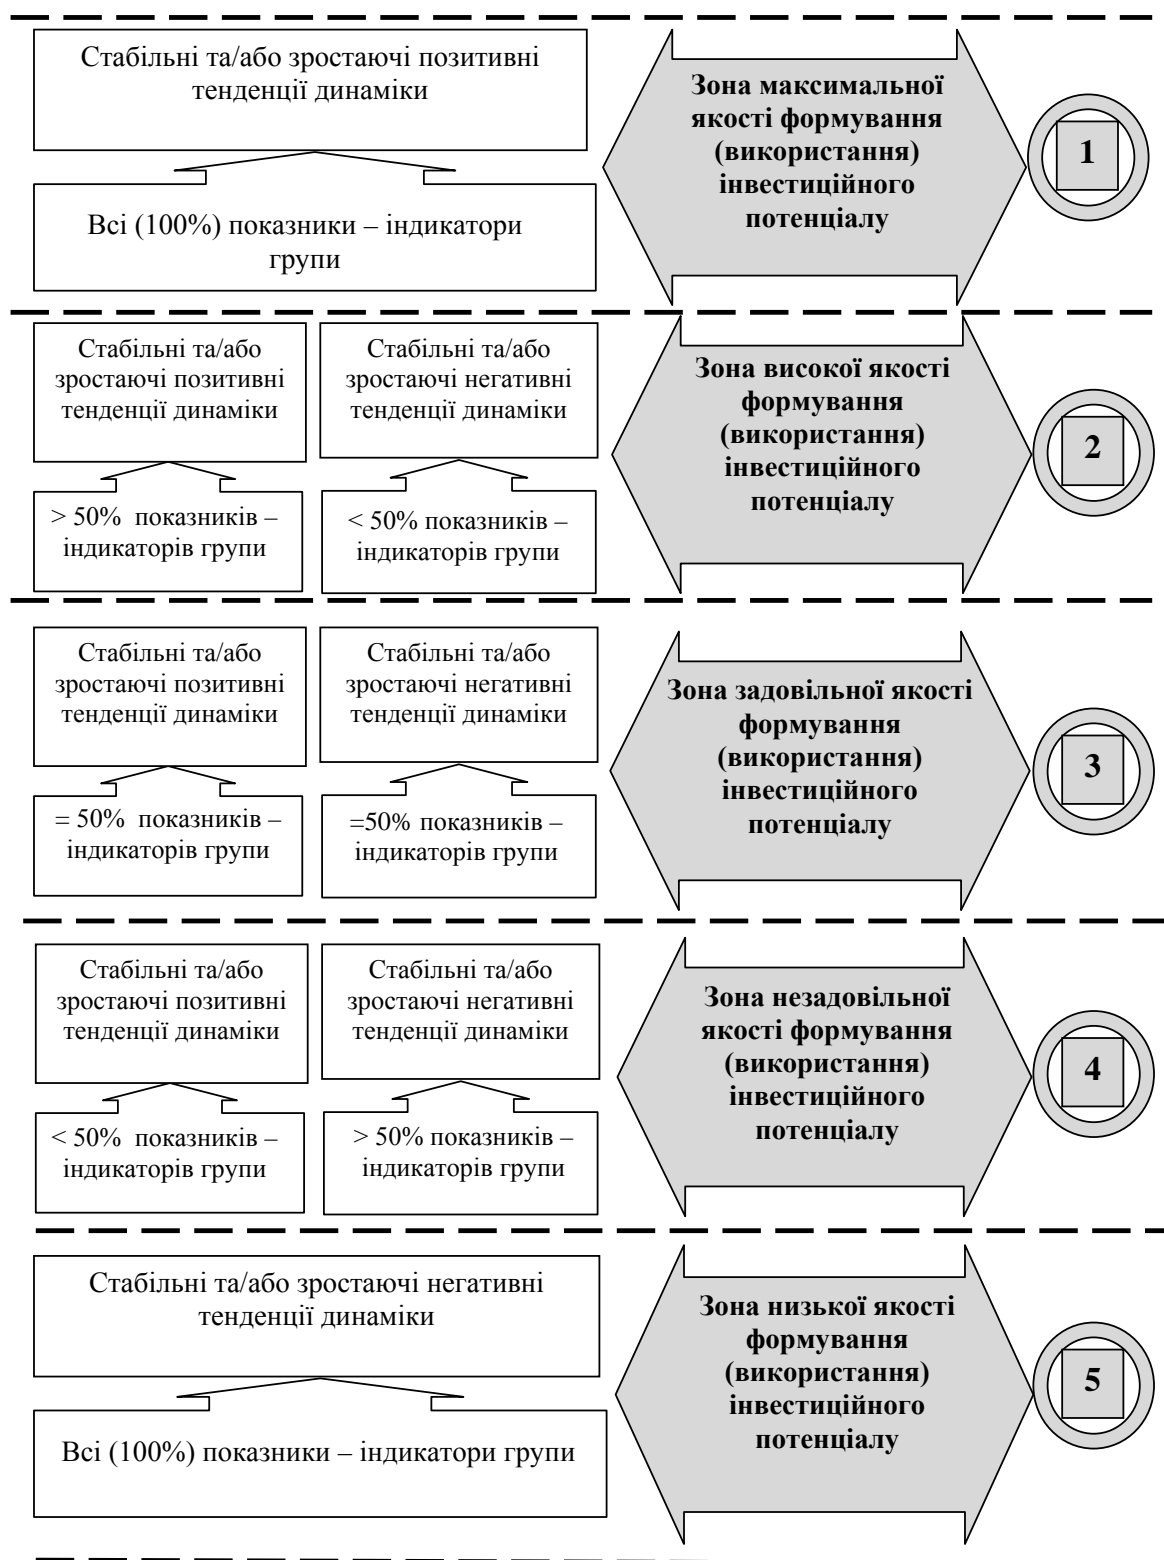 Стабільні та/або зростаючі позитивні
тенденції динаміки
Всі (100%) показники – індикатори
групи
Зона максимальної
якості формування
(використання)
інвестиційного
потенціалу
1
Стабільні та/або
зростаючі позитивні
тенденції динаміки
> 50% показників –
індикаторів групи
Стабільні та/або
зростаючі негативні
тенденції динаміки
< 50% показників –
індикаторів групи
Зона високої якості
формування
(використання)
інвестиційного
потенціалу
2
Стабільні та/або
зростаючі позитивні
тенденції динаміки
= 50% показників –
індикаторів групи
Стабільні та/або
зростаючі негативні
тенденції динаміки
=50% показників –
індикаторів групи
Зона задовільної якості
формування
(використання)
інвестиційного
потенціалу
3
Стабільні та/або
зростаючі позитивні
тенденції динаміки
< 50% показників –
індикаторів групи
Стабільні та/або
зростаючі негативні
тенденції динаміки
> 50% показників –
індикаторів групи
Зона незадовільної
якості формування
(використання)
інвестиційного
потенціалу
4
Стабільні та/або зростаючі негативні
тенденції динаміки
Всі (100%) показники – індикатори групи
Зона низької якості
формування
(використання)
інвестиційного
потенціалу
5